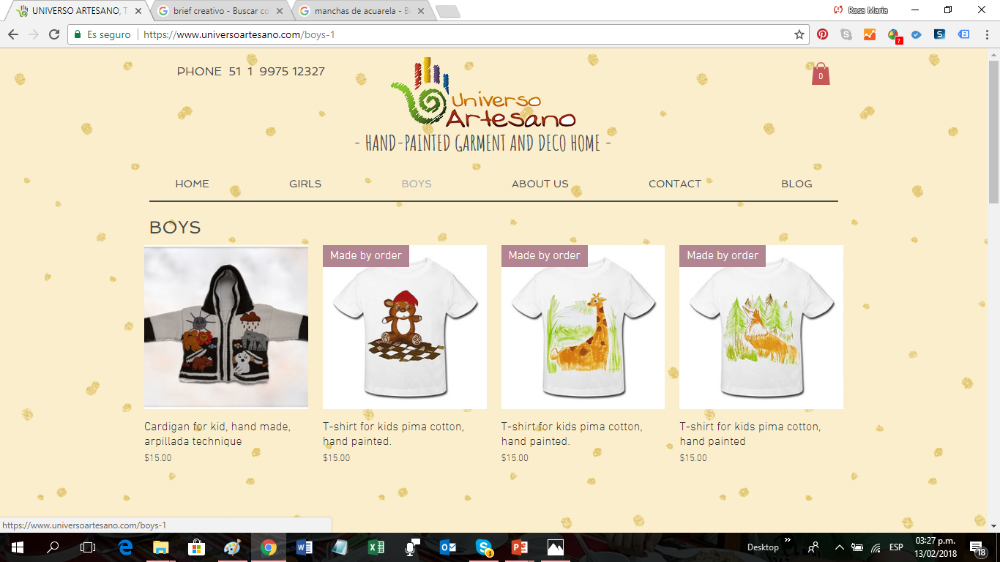 UNIVERSO ARTESANO, T
brief creativo - Buscar co
manchas de acuarela - B
Rosa Maria
Es seguro
https://www.universoartesano.com/boys-1
PHONE 51 1 9975 12327
0
Universo
Artesano
- HAND-PAINTED GARMENT AND DECO HOME -
HOME GIRLS BOYS ABOUT US CONTACT BLOG
BOYS
Made by order
Made by order
Made by order
Cardigan for kid, hand made,
arpillada technique
$15.00
T-shirt for kids pima cotton,
hand painted.
$15.00
T-shirt for kids pima cotton,
hand painted.
$15.00
T-shirt for kids pima cotton,
hand painted
$15.00
https://www.universoartesano.com/boys-1
Desktop
ESP
03:27 p.m.
13/02/2018
18